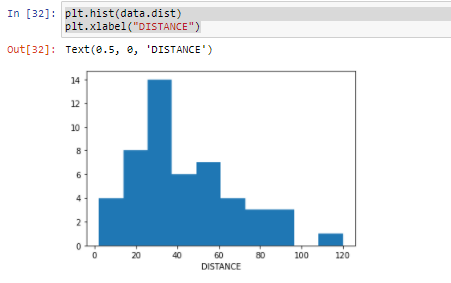 In [32]: plt.hist(data.dist)
plt.xlabel("DISTANCE")
Out[32]: Text(0.5, 0, 'DISTANCE')
14
12
10
8
6
4
2
0
0 20 40 60 80 100 120
DISTANCE